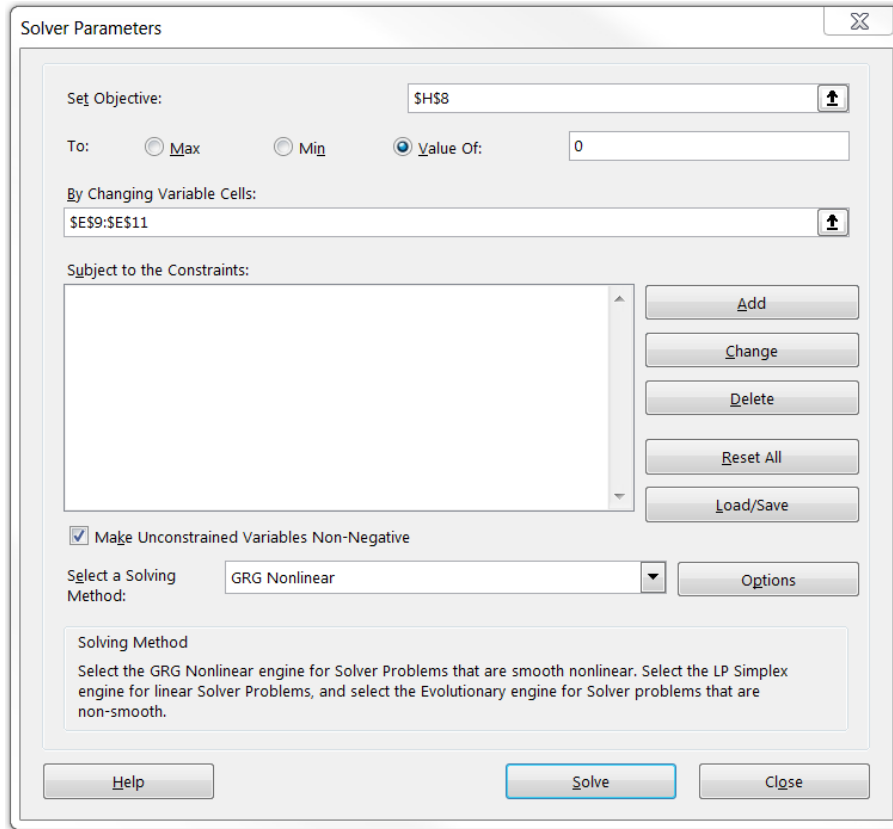 Solver Parameters
Set Objective: $H$8
To: Max Min Value Of: 0
By Changing Variable Cells:
$E$9:$E$11
Subject to the Constraints:
Add
Change
Delete
Reset All
Load/Save
Make Unconstrained Variables Non-Negative
Select a Solving
Method:
GRG Nonlinear
Options
Solving Method
Select the GRG Nonlinear engine for Solver Problems that are smooth nonlinear. Select the LP Simplex
engine for linear Solver Problems, and select the Evolutionary engine for Solver problems that are
non-smooth.
Help Solve Close